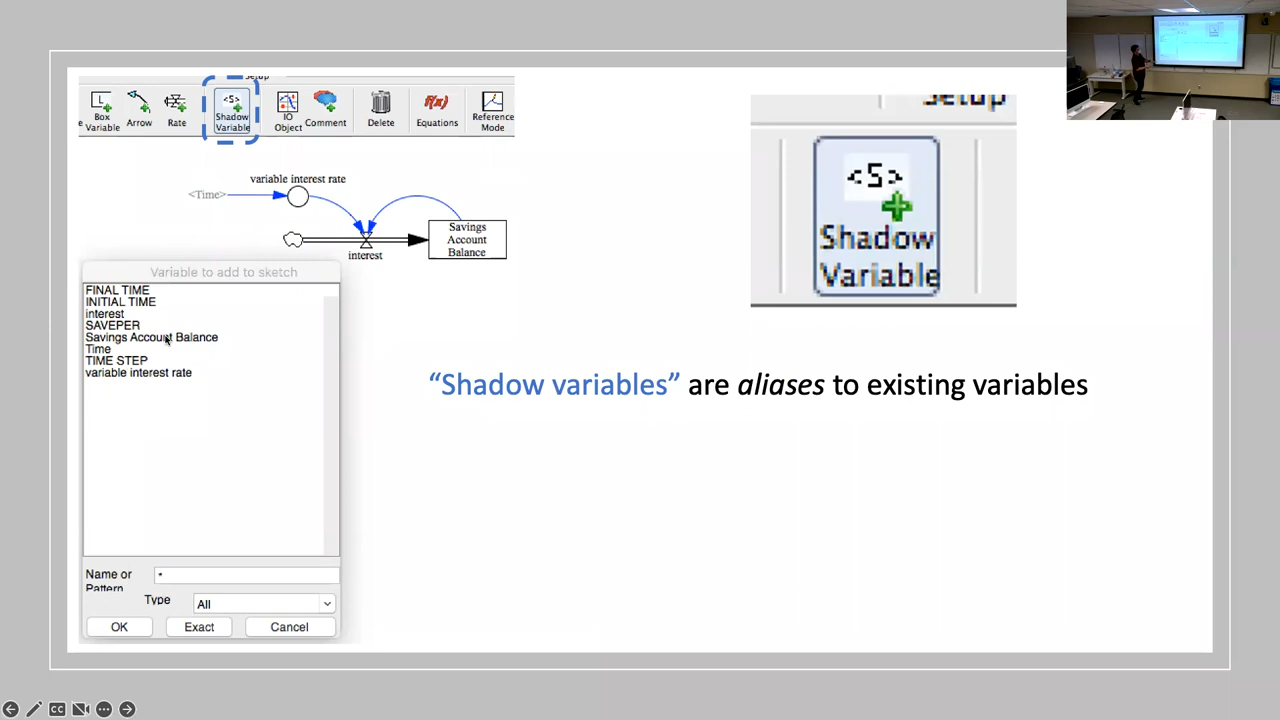 Setup
Box
Variable
Arrow
Rate
<S>
Shadow
Variable
IO
Object
Comment
Delete
f(x)
Equations
Reference
Mode
variable interest rate
<Time>
Savings
Account
Balance
interest
Variable to add to sketch
FINAL TIME
INITIAL TIME
interest
SAVEPER
Savings Account Balance
Time
TIME STEP
variable interest rate
Name or
Pattern
*
Type
All
OK
Exact
Cancel
Setup
<S>
Shadow
Variable
“Shadow variables” are aliases to existing variables
CC